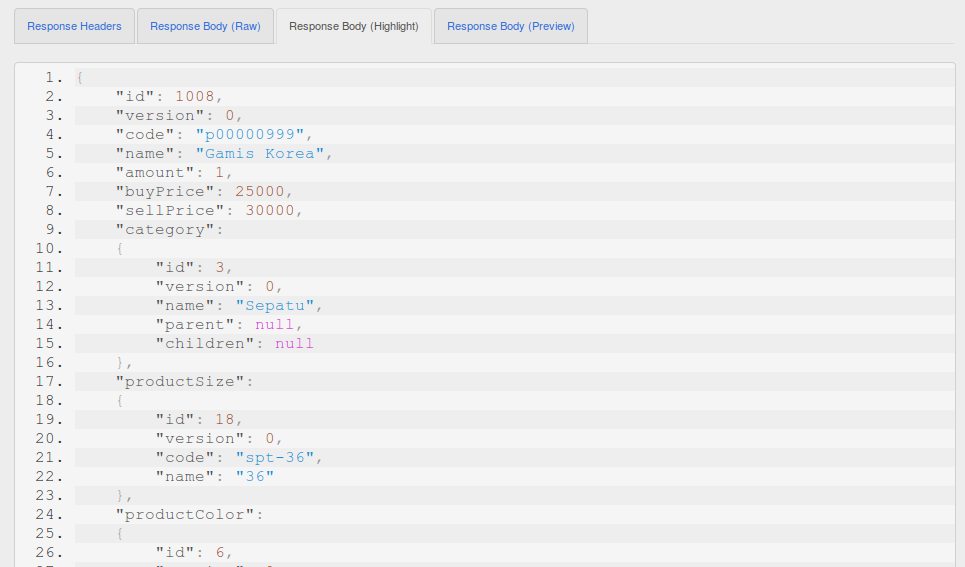 Response Headers Response Body (Raw) Response Body (Highlight) Response Body (Preview)
1. {
2. "id": 1008,
3. "version": 0,
4. "code": "p00000999",
5. "name": "Gamis Korea",
6. "amount": 1,
7. "buyPrice": 25000,
8. "sellPrice": 30000,
9. "category":
10. {
11. "id": 3,
12. "version": 0,
13. "name": "Sepatu",
14. "parent": null,
15. "children": null
16. },
17. "productSize":
18. {
19. "id": 18,
20. "version": 0,
21. "code": "spt-36",
22. "name": "36"
23. },
24. "productColor":
25. {
26. "id": 6,